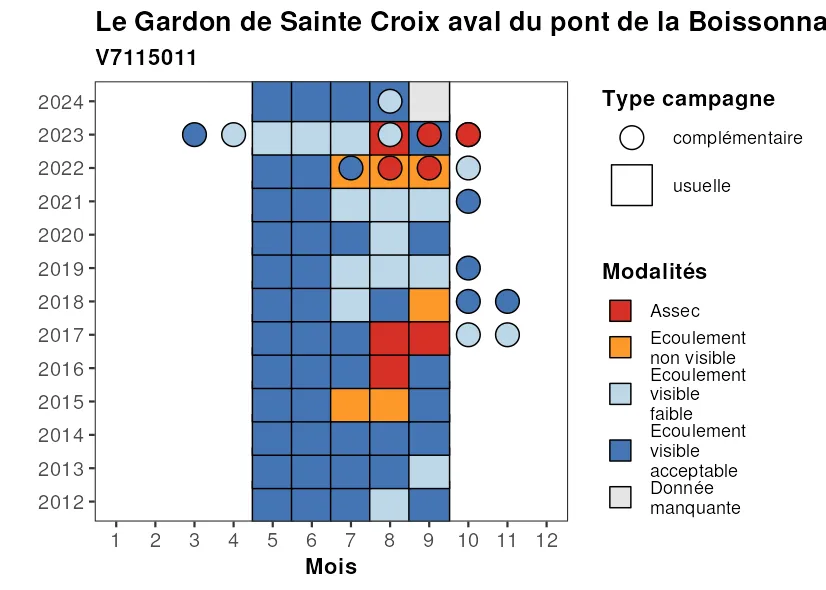 Le Gardon de Sainte Croix aval du pont de la Boissonna
V7115011
2024
2023
2022
2021
2020
2019
2018
2017
2016
2015
2014
2013
2012
1 2 3 4 5 6 7 8 9 10 11 12
Mois
Type campagne
complémentaire
usuelle
Modalités
Assec
Ecoulement
non visible
Ecoulement
visible
faible
Ecoulement
visible
acceptable
Donnée
manquante